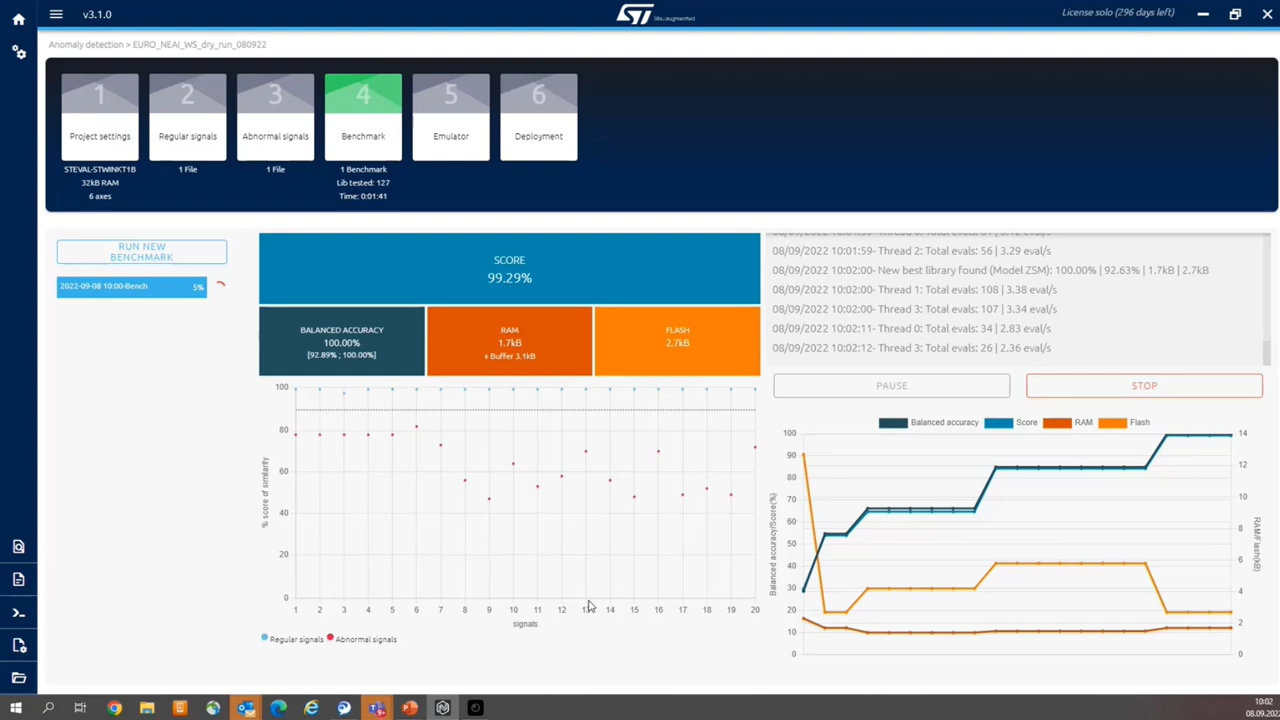 v3.1.0
ST life.augmented
License solo (296 days left)
Anomaly detection > EURO_NEAI_WS_dry_run_080922
1
Project settings
STEVAL-STWINKT1B
32kB RAM
6 axes
2
Regular signals
1 File
3
Abnormal signals
1 File
4
Benchmark
1 Benchmark
Lib tested: 127
Time: 0:01:41
5
Emulator
6
Deployment
RUN NEW
BENCHMARK
2022-09-08 10:00-Bench 5%
SCORE
99.29%
BALANCED ACCURACY
100.00%
[92.89% ; 100.00%]
RAM
1.7kB
+ Buffer 3.1kB
FLASH
2.7kB
100
80
60
40
20
0
% score of similarity
1 2 3 4 5 6 7 8 9 10 11 12 13 14 15 16 17 18 19 20
signals
Regular signals Abnormal signals
08/09/2022 10:01:59- Thread 2: Total evals: 56 | 3.29 eval/s
08/09/2022 10:02:00- New best library found (Model ZSM): 100.00% | 92.63% | 1.7kB | 2.7kB
08/09/2022 10:02:00- Thread 1: Total evals: 108 | 3.38 eval/s
08/09/2022 10:02:00- Thread 3: Total evals: 107 | 3.34 eval/s
08/09/2022 10:02:11- Thread 0: Total evals: 34 | 2.83 eval/s
08/09/2022 10:02:12- Thread 3: Total evals: 26 | 2.36 eval/s
PAUSE
STOP
Balanced accuracy Score RAM Flash
100
90
80
70
60
50
40
30
20
10
0
Balanced accuracy/Score(%)
14
12
10
8
6
4
2
0
RAM/Flash(kB)
10:02
08.09.2022